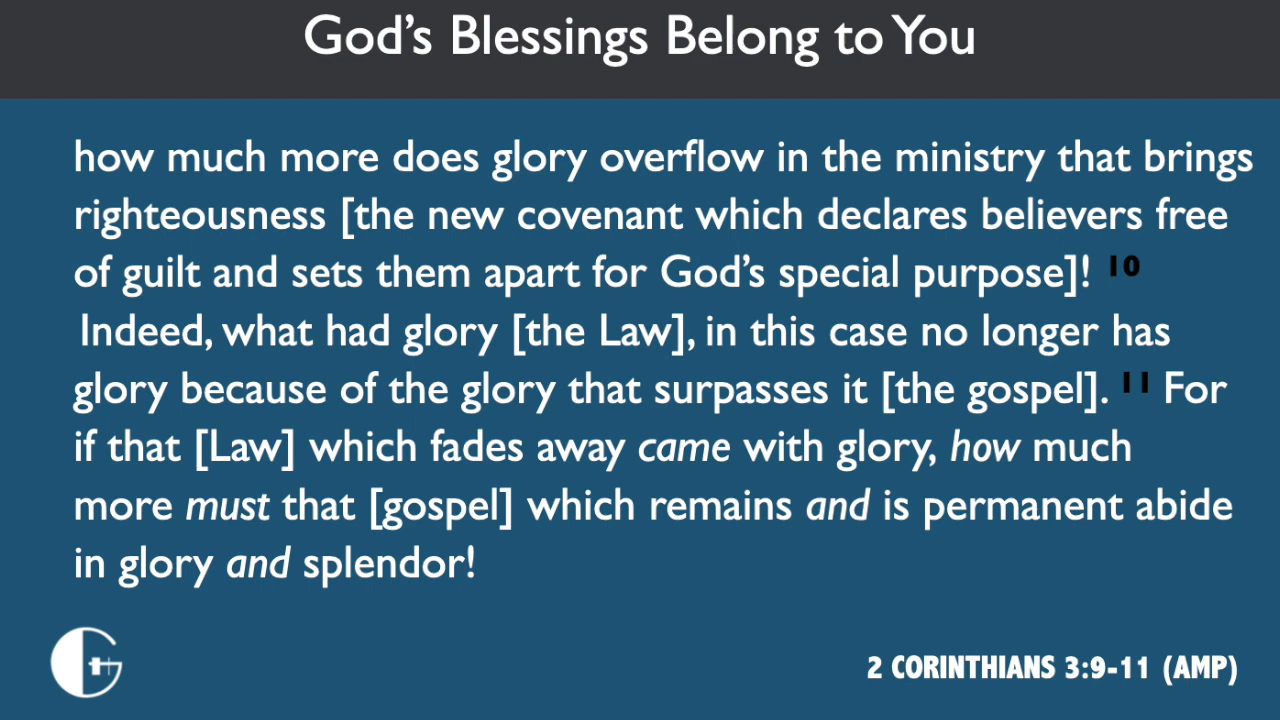 God's Blessings Belong to You
how much more does glory overflow in the ministry that brings
righteousness [the new covenant which declares believers free
of guilt and sets them apart for God's special purpose]! 10
Indeed, what had glory [the Law], in this case no longer has
glory because of the glory that surpasses it [the gospel]. 11 For
if that [Law] which fades away came with glory, how much
more must that [gospel] which remains and is permanent abide
in glory and splendor!
2 CORINTHIANS 3:9-11 (AMP)